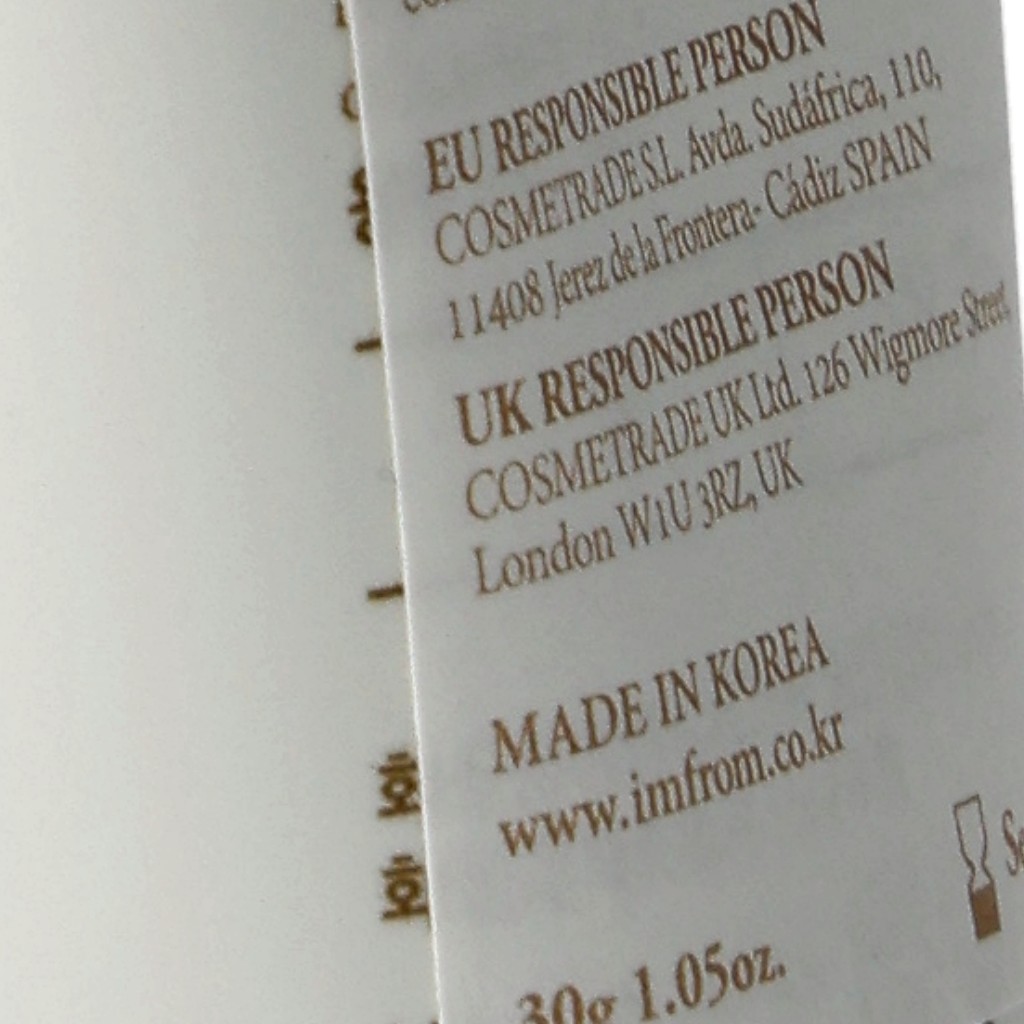 EU RESPONSIBLE PERSON
COSMETRADE S.L. Avda. Sudáfrica, 110,
11408 Jerez de la Frontera- Cádiz SPAIN
UK RESPONSIBLE PERSON
COSMETRADE UK Ltd. 126 Wigmore Street
London W1U 3RZ, UK
MADE IN KOREA
www.imfrom.co.kr
30g 1.05oz.